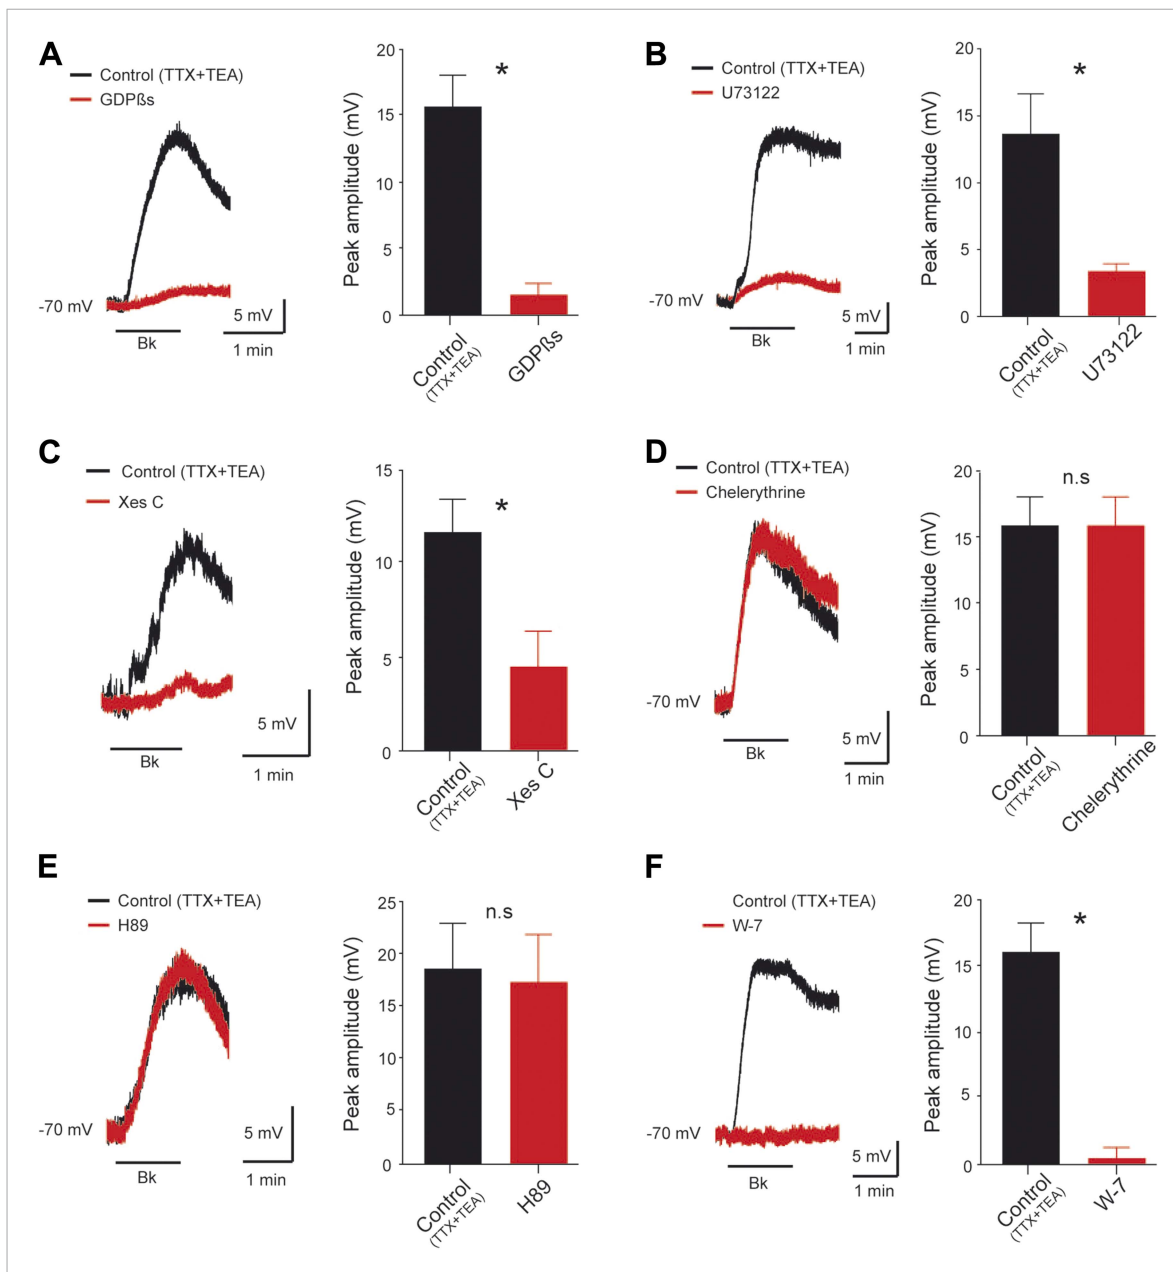 A
Control (TTX+TEA)
GDPßs
-70 mV
Bk
5 mV
1 min
Peak amplitude (mV)
20
15
10
5
0
*
Control
(TTX+TEA)
GDPßs
B
Control (TTX+TEA)
U73122
-70 mV
Bk
5 mV
1 min
Peak amplitude (mV)
20
15
10
5
0
*
Control
(TTX+TEA)
U73122
C
Control (TTX+TEA)
Xes C
Bk
5 mV
1 min
Peak amplitude (mV)
15
10
5
0
*
Control
(TTX+TEA)
Xes C
D
Control (TTX+TEA)
Chelerythrine
-70 mV
Bk
5 mV
1 min
Peak amplitude (mV)
20
15
10
5
0
n.s
Control
(TTX+TEA)
Chelerythrine
E
Control (TTX+TEA)
H89
-70 mV
Bk
5 mV
1 min
Peak amplitude (mV)
25
20
15
10
5
0
n.s
Control
(TTX+TEA)
H89
F
Control (TTX+TEA)
W-7
-70 mV
Bk
5 mV
1 min
Peak amplitude (mV)
20
15
10
5
0
*
Control
(TTX+TEA)
W-7